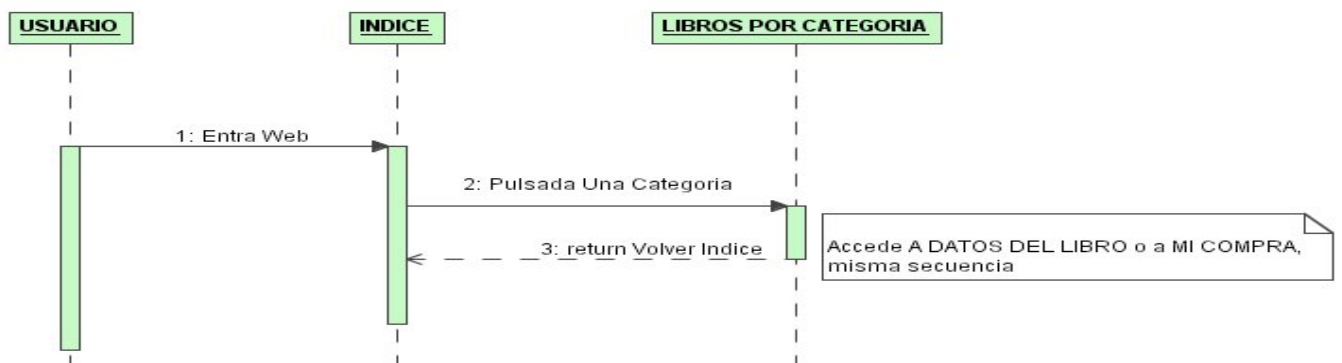 USUARIO
INDICE
LIBROS POR CATEGORIA
1: Entra Web
2: Pulsada Una Categoria
3: return Volver Indice
Accede A DATOS DEL LIBRO o a MI COMPRA,
misma secuencia